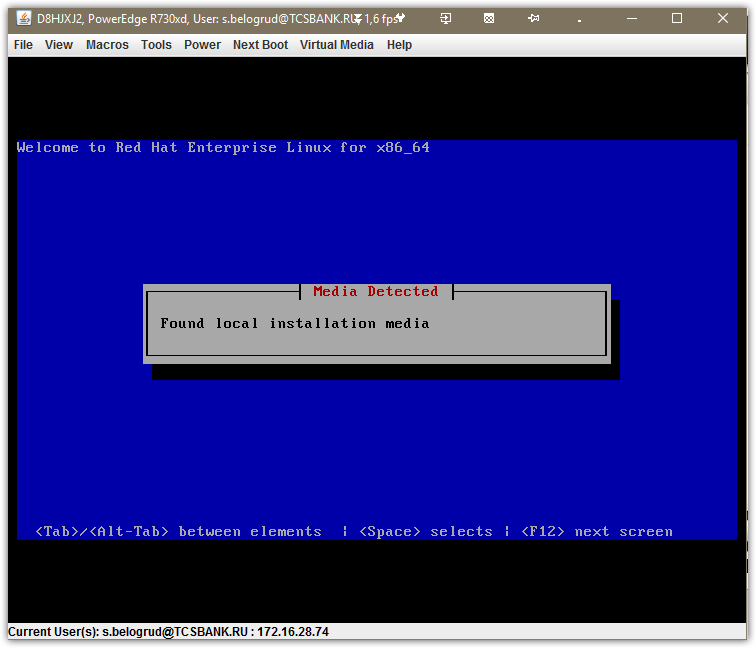 D8HJXJ2, PowerEdge R730xd, User: s.belogrud@TCSBANK.RU 1,6 fps
File View Macros Tools Power Next Boot Virtual Media Help
Welcome to Red Hat Enterprise Linux for x86_64
Media Detected
Found local installation media
<Tab>/<Alt-Tab> between elements | <Space> selects | <F12> next screen
Current User(s): s.belogrud@TCSBANK.RU : 172.16.28.74